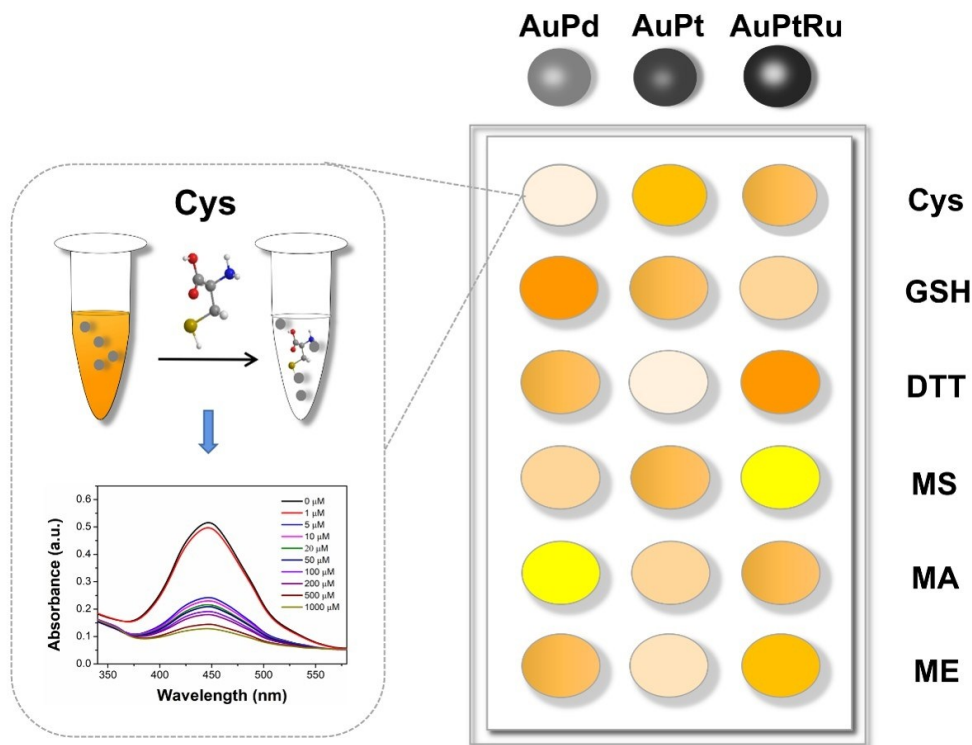 AuPd AuPt AuPtRu
Cys
Cys
GSH
DTT
MS
MA
ME
Absorbance (a.u.)
0.6
0.5
0.4
0.3
0.2
0.1
0.0
0 μM
1 μM
5 μM
10 μM
20 μM
50 μM
100 μM
200 μM
500 μM
1000 μM
350 400 450 500 550
Wavelength (nm)